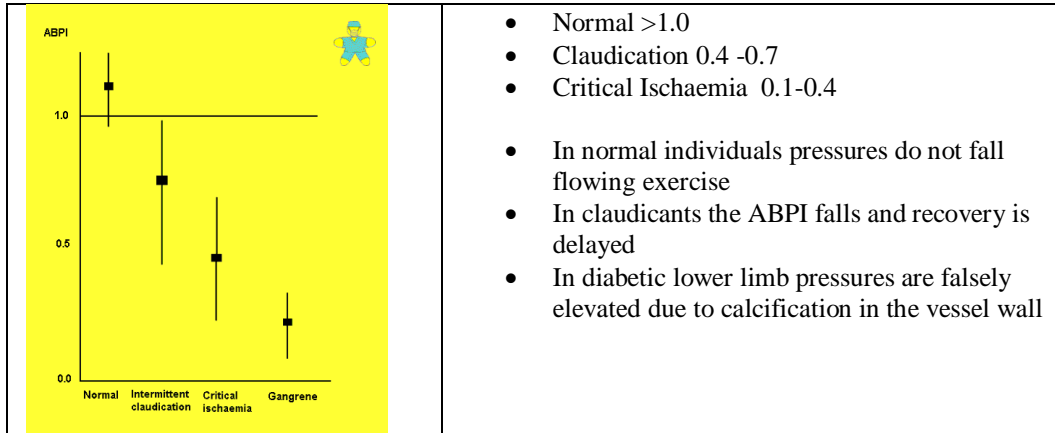 ABPI
1.0
0.5
0.0
Normal
Intermittent
claudication
Critical
ischaemia
Gangrene
• Normal >1.0
• Claudication 0.4 -0.7
• Critical Ischaemia 0.1-0.4
• In normal individuals pressures do not fall
flowing exercise
• In claudicants the ABPI falls and recovery is
delayed
• In diabetic lower limb pressures are falsely
elevated due to calcification in the vessel wall